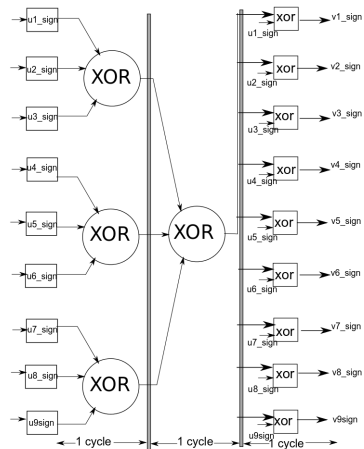 u1_sign
u2_sign
XOR
u3_sign
u4_sign
u5_sign
XOR
u6_sign
u7_sign
u8_sign
XOR
u9sign
XOR
xor
v1_sign
u1_sign
xor
v2_sign
u2_sign
xor
v3_sign
u3_sign
xor
v4_sign
u4_sign
xor
v5_sign
u5_sign
xor
v6_sign
u6_sign
xor
v7_sign
u7_sign
xor
v8_sign
u8_sign
xor
v9sign
u9sign
1 cycle
1 cycle
1 cycle